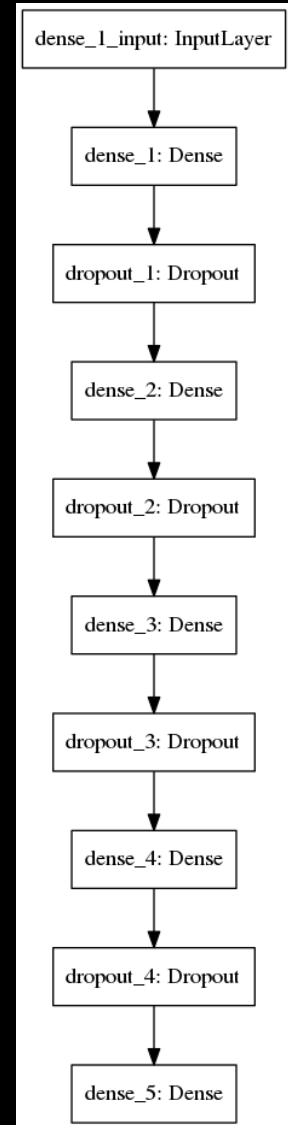 dense_1_input: InputLayer
dense_1: Dense
dropout_1: Dropout
dense_2: Dense
dropout_2: Dropout
dense_3: Dense
dropout_3: Dropout
dense_4: Dense
dropout_4: Dropout
dense_5: Dense